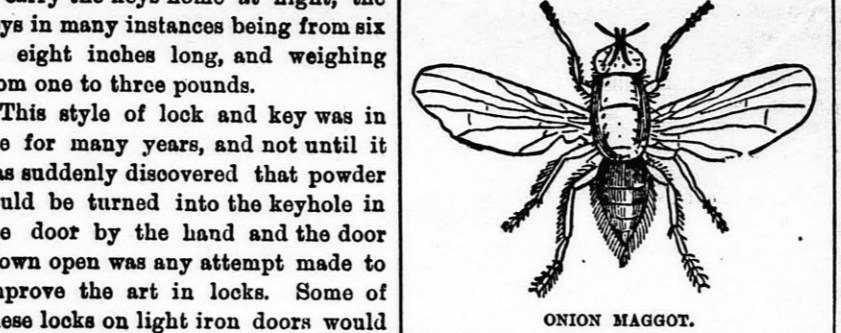 carry the keys home at night, the
ys in many instances being from six
eight inches long, and weighing
om one to three pounds.
This style of lock and key was in
e for many years, and not until it
as suddenly discovered that powder
uld be turned into the keyhole in
e door by the hand and the door
own open was any attempt made to
prove the art in locks. Some of
ese locks on light iron doors would
ONION MAGGOT.